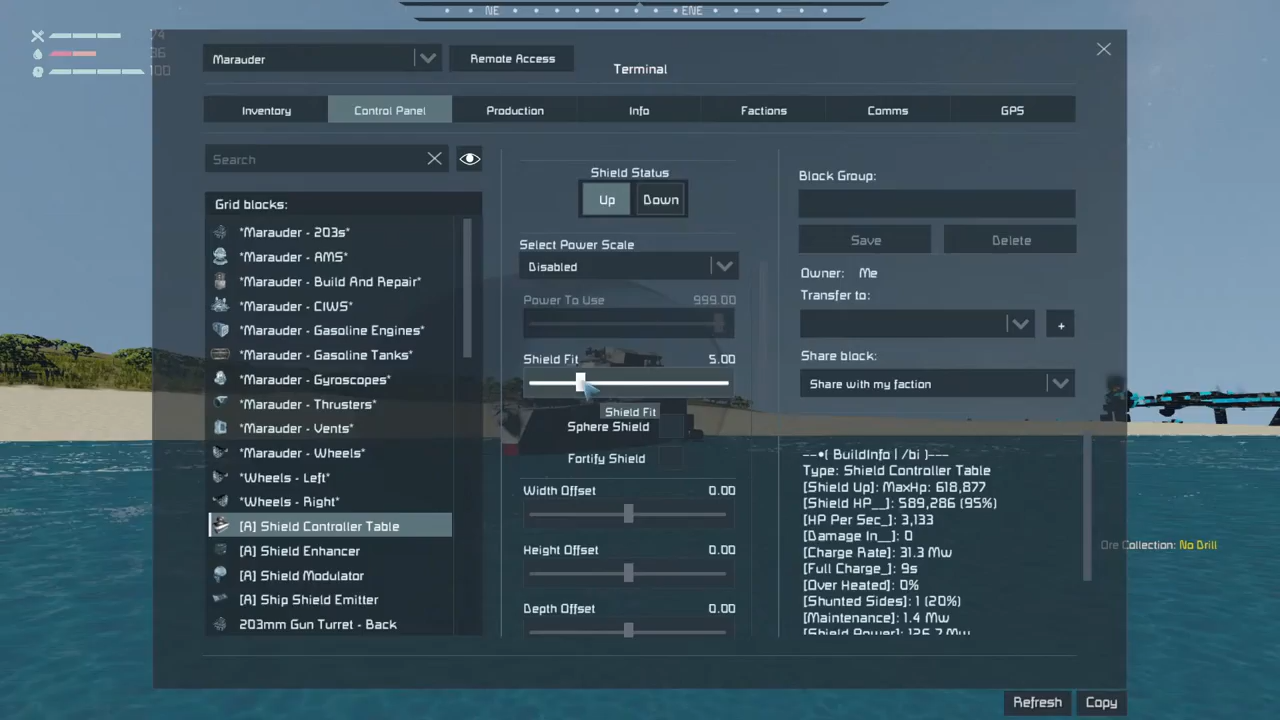 NE
ENE
74
36
100
Marauder
Remote Access
Terminal
Inventory
Control Panel
Production
Info
Factions
Comms
GPS
Search
Grid blocks:
*Marauder - 203s*
*Marauder - AMS*
*Marauder - Build And Repair*
*Marauder - CIWS*
*Marauder - Gasoline Engines*
*Marauder - Gasoline Tanks*
*Marauder - Gyroscopes*
*Marauder - Thrusters*
*Marauder - Vents*
*Marauder - Wheels*
*Wheels - Left*
*Wheels - Right*
[A] Shield Controller Table
[A] Shield Enhancer
[A] Shield Modulator
[A] Ship Shield Emitter
203mm Gun Turret - Back
Shield Status
Up
Down
Select Power Scale
Disabled
Power To Use 999.00
Shield Fit 5.00
Shield Fit
Sphere Shield
Fortify Shield
Width Offset 0.00
Height Offset 0.00
Depth Offset 0.00
Block Group:
Save
Delete
Owner: Me
Transfer to:
+
Share block:
Share with my faction
--•( BuildInfo | /bi )---
Type: Shield Controller Table
[Shield Up]: MaxHp: 618,877
[Shield HP__]: 589,286 (95%)
[HP Per Sec_]: 3,133
[Damage In__]: 0
[Charge Rate]: 31.3 Mw
[Full Charge_]: 9s
[Over Heated]: 0%
[Shunted Sides]: 1 (20%)
[Maintenance]: 1.4 Mw
[Shield Power]: 126.7 Mw
Ore Collection: No Drill
Refresh
Copy